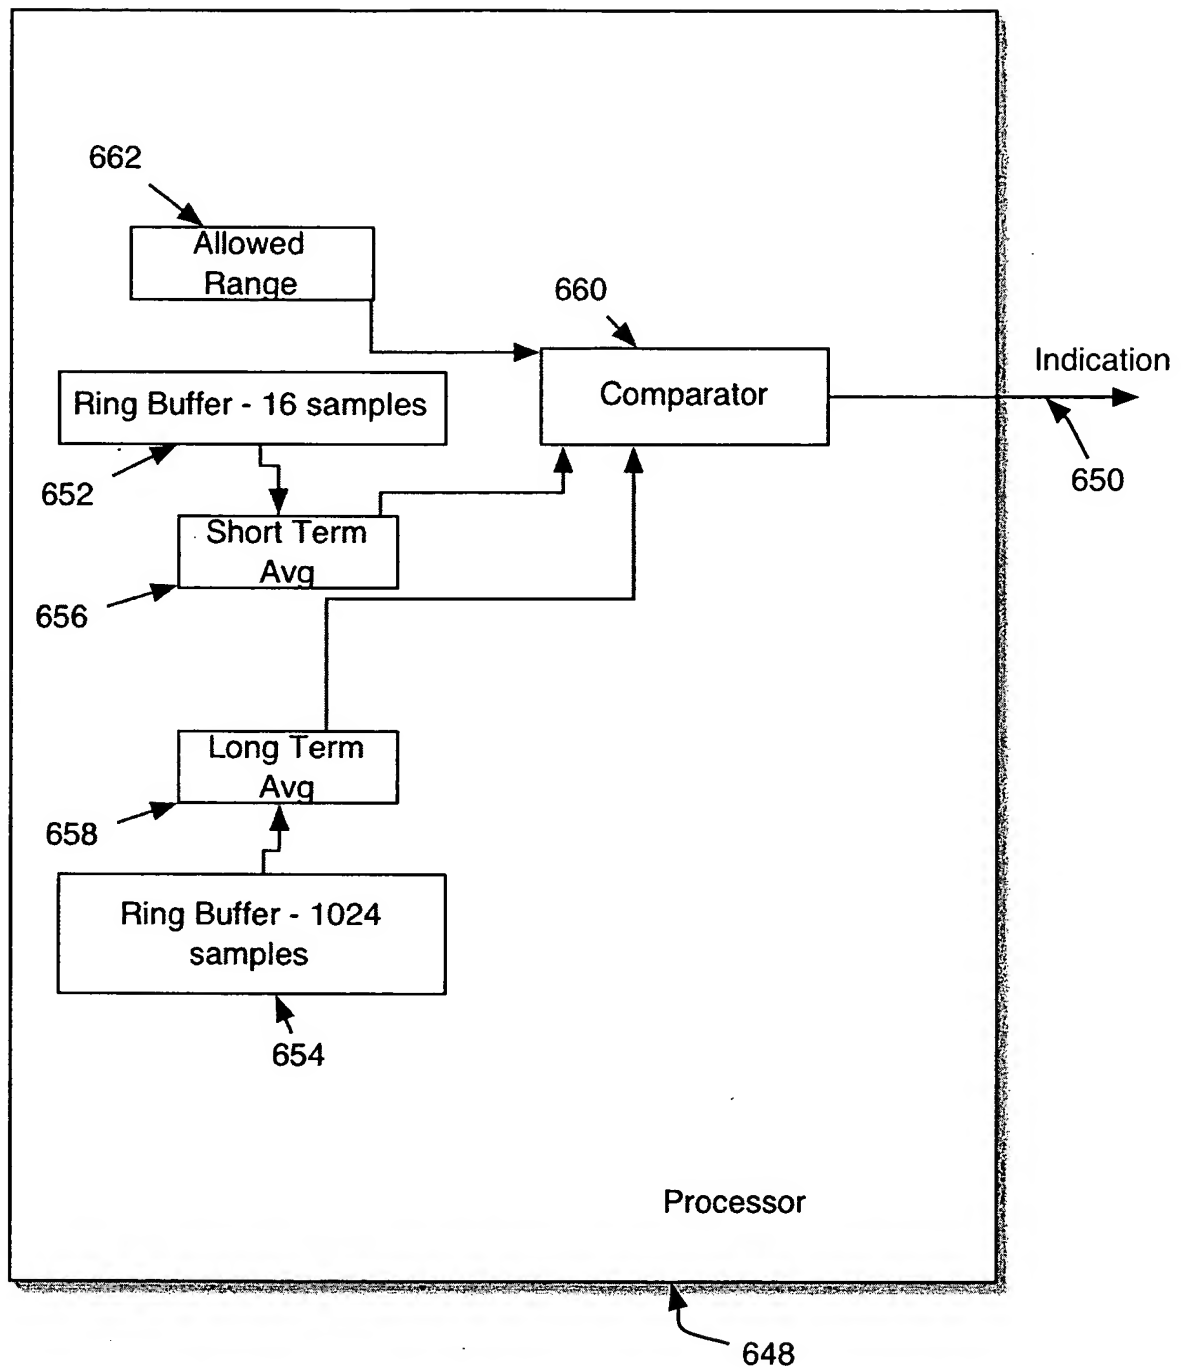 662
Allowed
Range
660
Comparator
Indication
650
Ring Buffer - 16 samples
652
Short Term
Avg
656
Long Term
Avg
658
Ring Buffer - 1024
samples
654
Processor
648